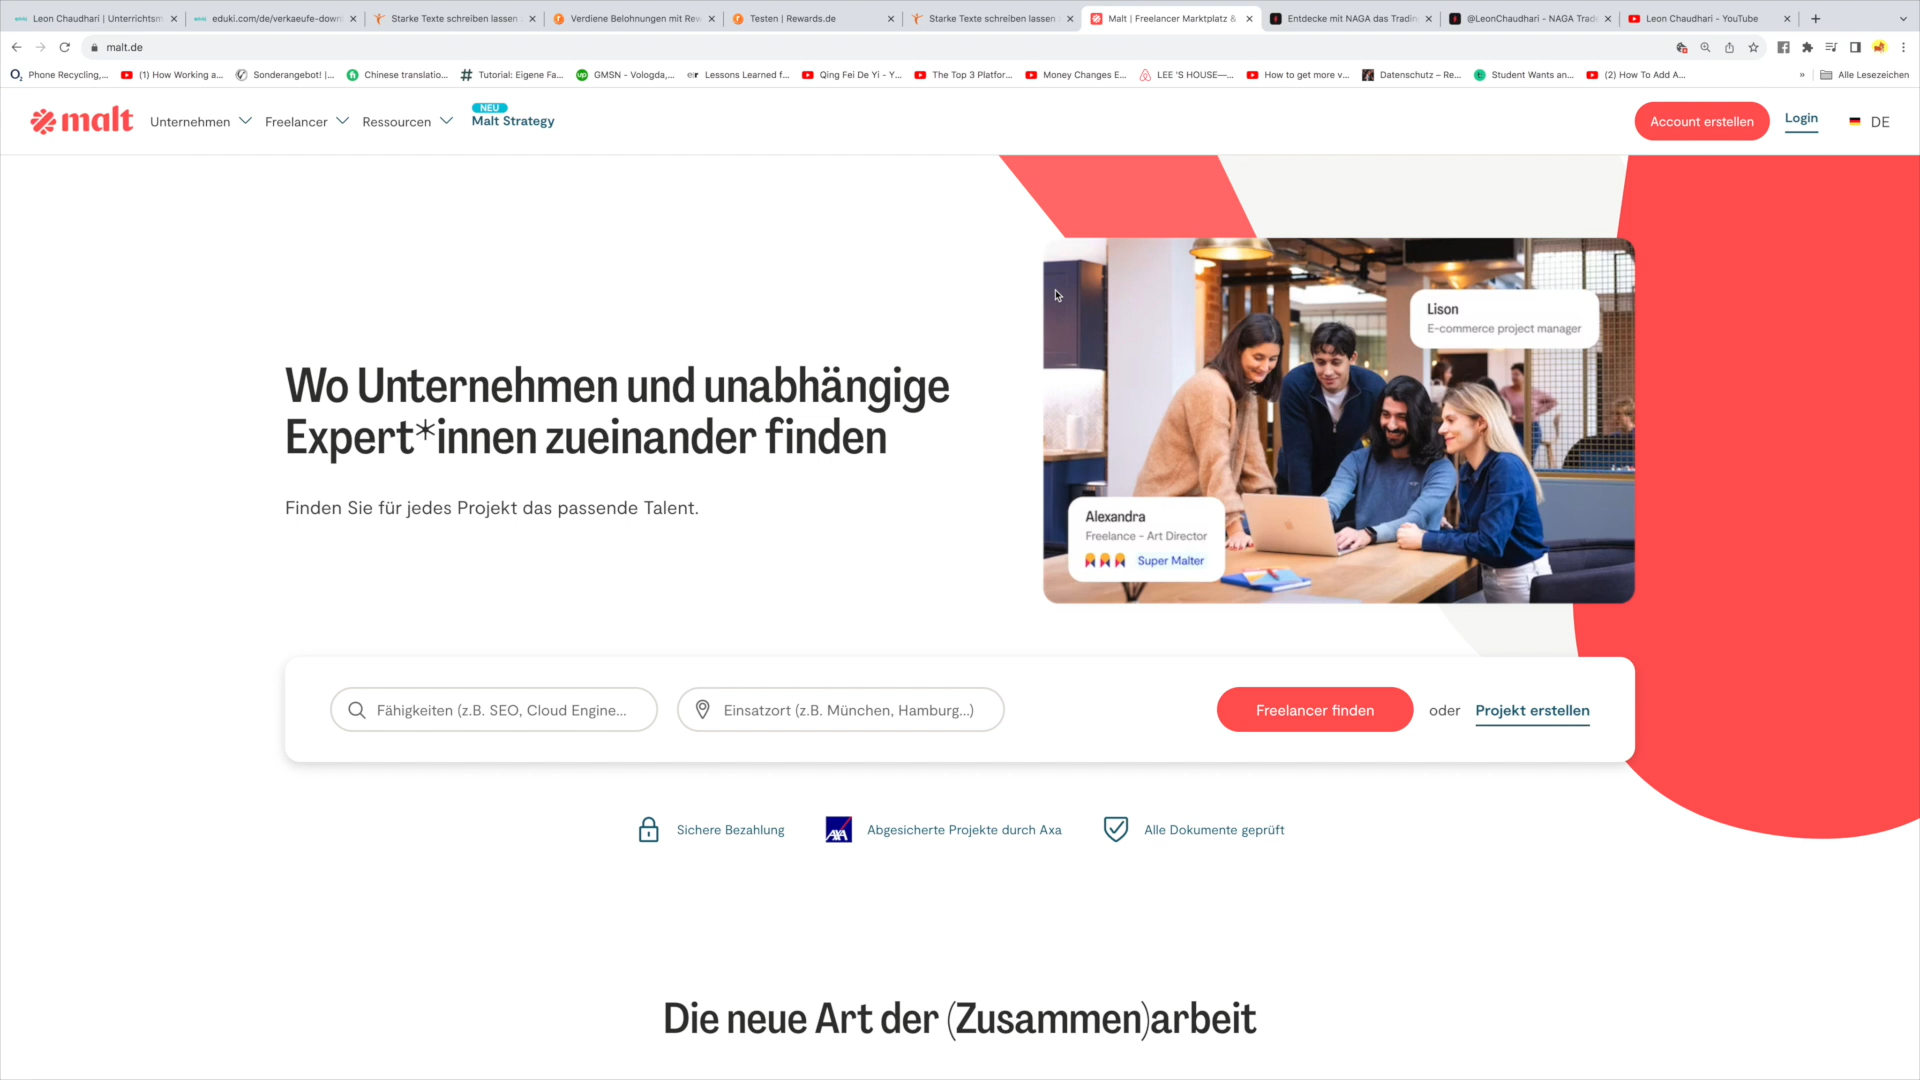 Leon Chaudhari | Unterrichtsm
eduki.com/de/verkaeufe-downl
Starke Texte schreiben lassen
Verdiene Belohnungen mit Rew
Testen | Rewards.de
Starke Texte schreiben lassen
Malt | Freelancer Marktplatz &
Entdecke mit NAGA das Tradin
@LeonChaudhari - NAGA Trade
Leon Chaudhari - YouTube
malt.de
Phone Recycling,...
(1) How Working a...
Sonderangebot! |...
Chinese translatio...
Tutorial: Eigene Fa...
GMSN - Vologda,...
Lessons Learned f...
Qing Fei De Yi - Y...
The Top 3 Platfor...
Money Changes E...
LEE 'S HOUSE—...
How to get more v...
Datenschutz – Re...
Student Wants an...
(2) How To Add A...
»
Alle Lesezeichen
malt
Unternehmen
Freelancer
Ressourcen
NEU
Malt Strategy
Account erstellen
Login
DE
Wo Unternehmen und unabhängige
Expert*innen zueinander finden
Finden Sie für jedes Projekt das passende Talent.
Lison
E-commerce project manager
Alexandra
Freelance - Art Director
Super Malter
Fähigkeiten (z.B. SEO, Cloud Engine...
Einsatzort (z.B. München, Hamburg...)
Freelancer finden
oder
Projekt erstellen
Sichere Bezahlung
AXA
Abgesicherte Projekte durch Axa
Alle Dokumente geprüft
Die neue Art der (Zusammen)arbeit